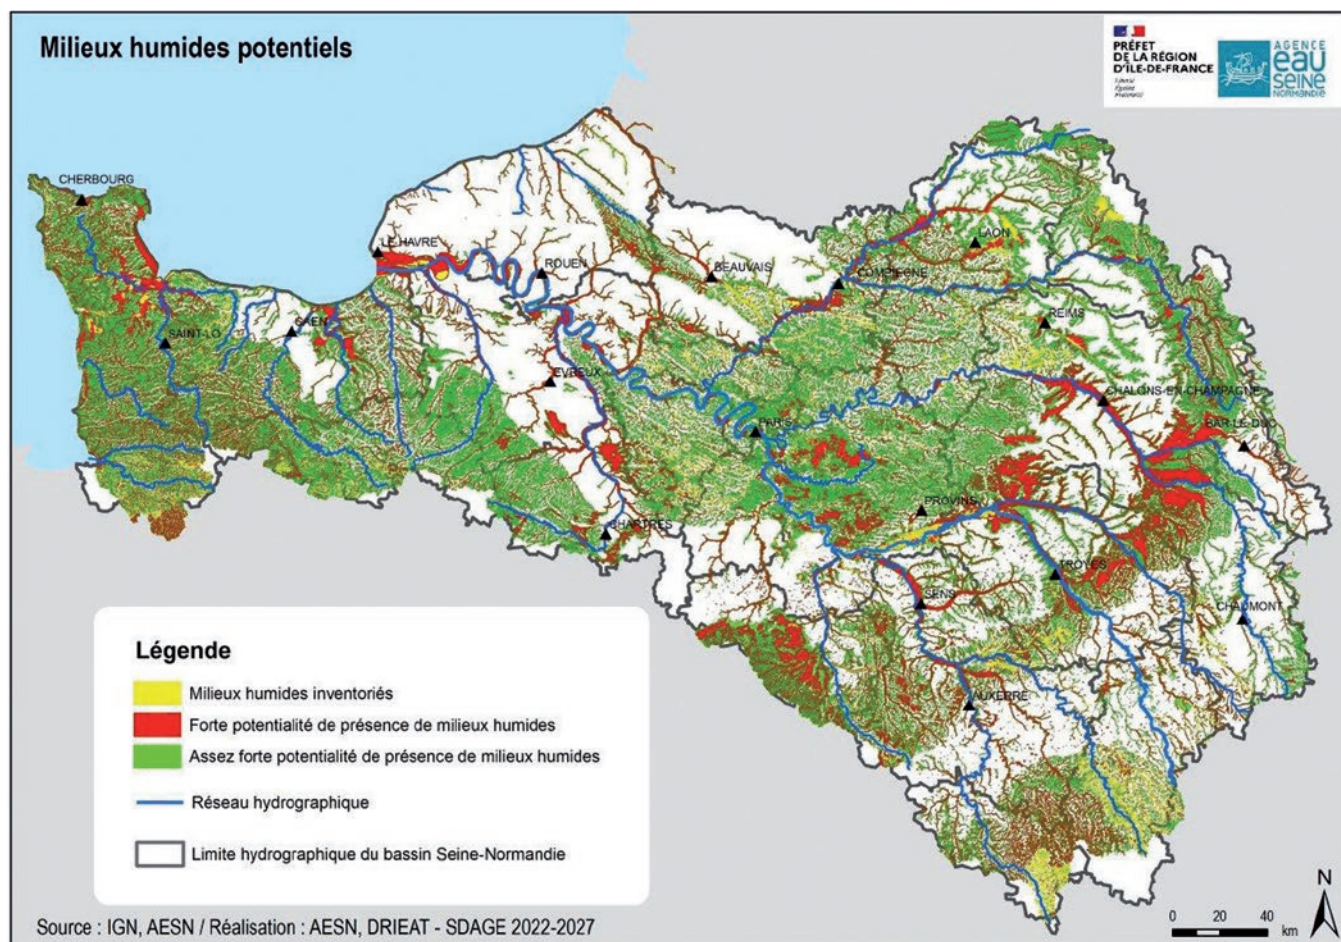 Milieux humides potentiels
PRÉFET
DE LA RÉGION
D'ÎLE-DE-FRANCE
Liberté
Égalité
Fraternité
AGENCE
eau
SEINE
NORMANDIE
CHERBOURG
LE HAVRE
ROUEN
BEAUVAIS
COMPIEGNE
LAON
REIMS
SAINT-LO
CAEN
EVREUX
PARIS
CHALONS-EN-CHAMPAGNE
BAR-LE-DUC
PROVINS
CHARTRES
TROYES
SENS
CHAUMONT
AUXERRE
Légende
Milieux humides inventoriés
Forte potentialité de présence de milieux humides
Assez forte potentialité de présence de milieux humides
Réseau hydrographique
Limite hydrographique du bassin Seine-Normandie
Source : IGN, AESN / Réalisation : AESN, DRIEAT - SDAGE 2022-2027
N
0 20 40
km